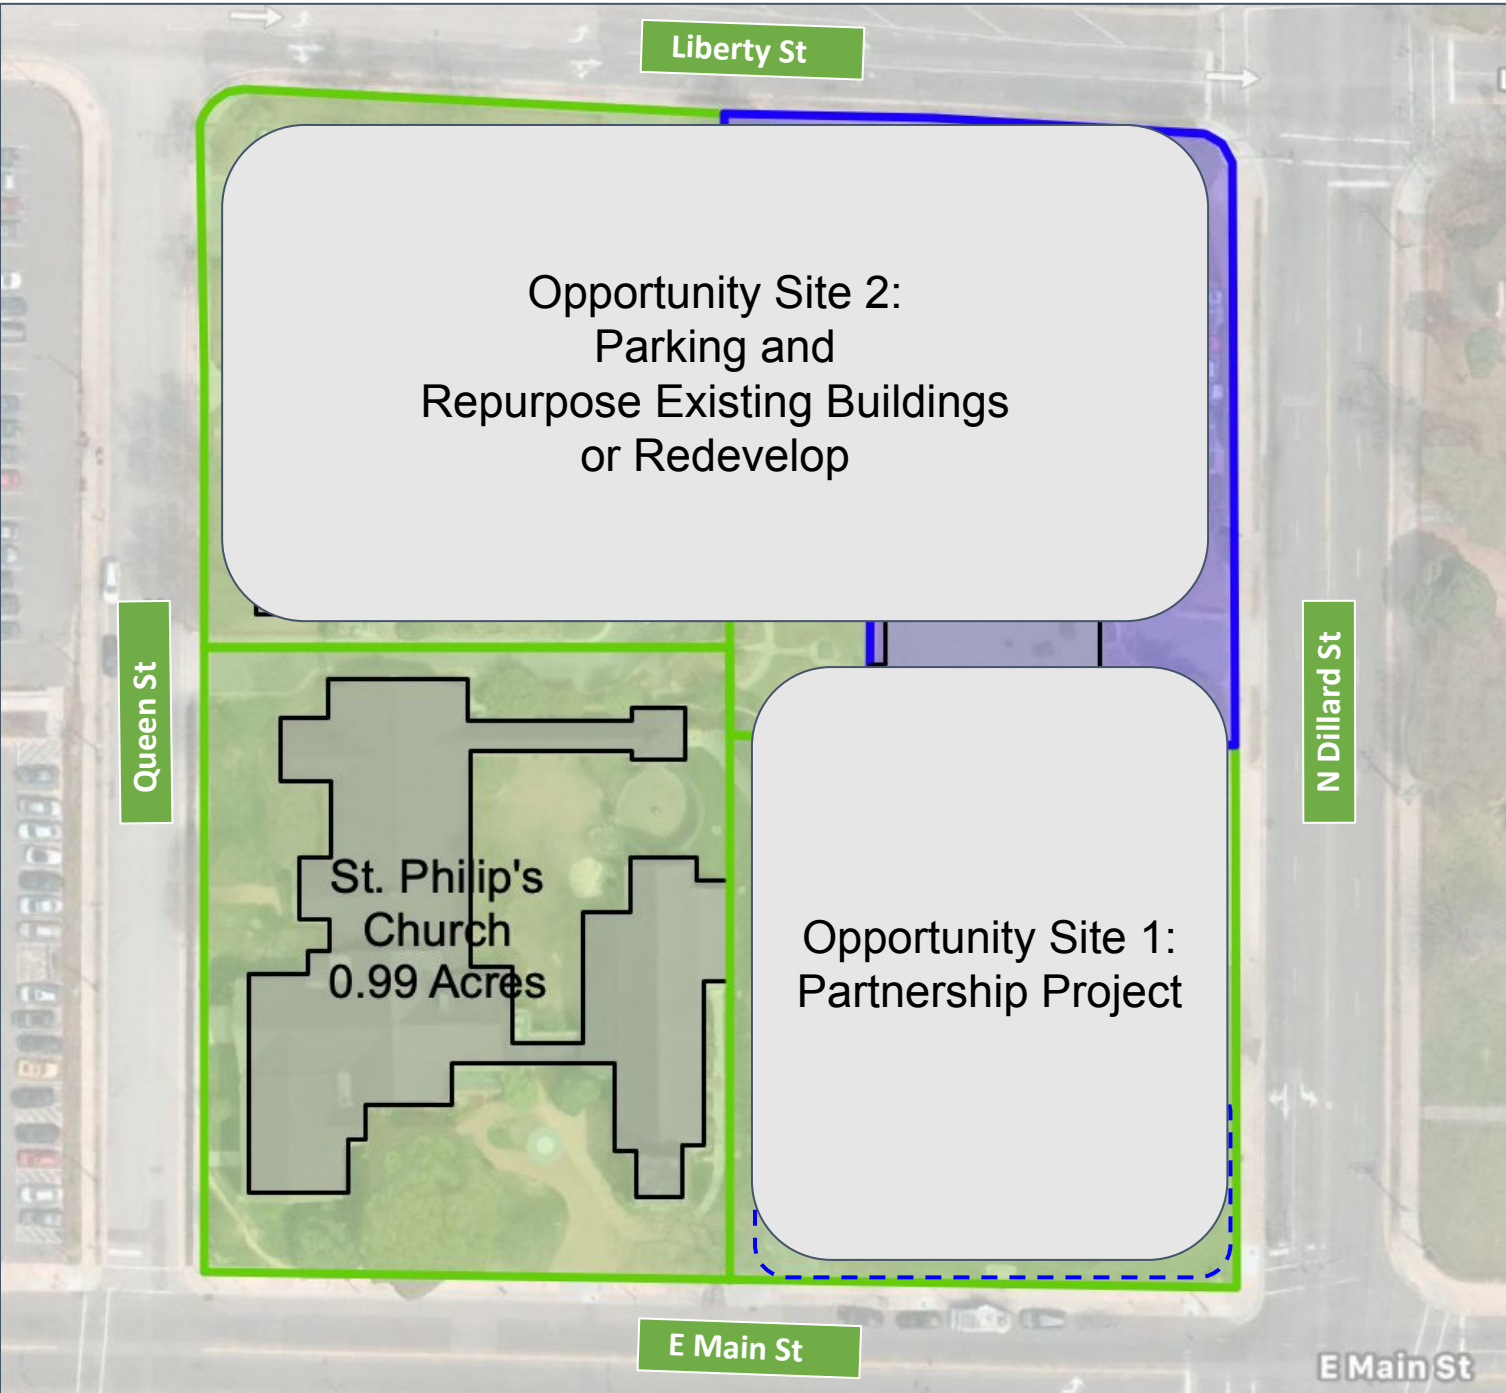 Liberty St
Opportunity Site 2:
Parking and
Repurpose Existing Buildings
or Redevelop
Queen St
N Dillard St
St. Philip's
Church
0.99 Acres
Opportunity Site 1:
Partnership Project
E Main St
E Main St